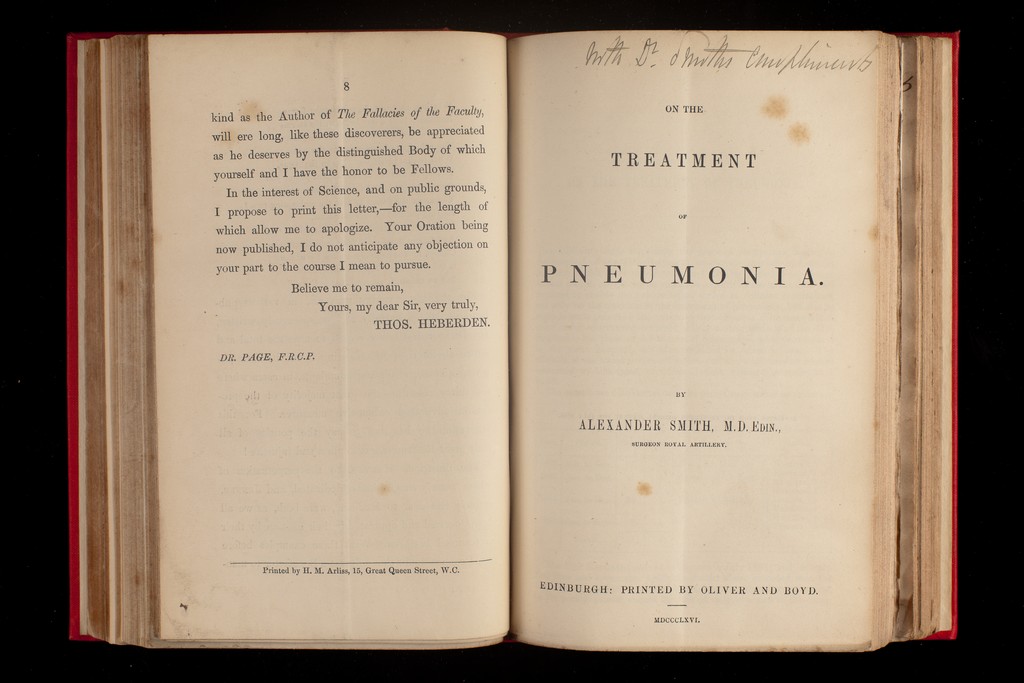 8
kind as the Author of The Fallacies of the Faculty,
will ere long, like these discoverers, be appreciated
as he deserves by the distinguished Body of which
yourself and I have the honor to be Fellows.
In the interest of Science, and on public grounds,
I propose to print this letter,—for the length of
which allow me to apologize. Your Oration being
now published, I do not anticipate any objection on
your part to the course I mean to pursue.
Believe me to remain,
Yours, my dear Sir, very truly,
THOS. HEBERDEN.
DR. PAGE, F.R.C.P.
Printed by H. M. Arliss, 15, Great Queen Street, W.C.
With Dr. Smiths Compliments
ON THE
TREATMENT
OF
PNEUMONIA.
BY
ALEXANDER SMITH, M.D. EDIN.,
SURGEON ROYAL ARTILLERY.
EDINBURGH: PRINTED BY OLIVER AND BOYD.
MDCCCLXVI.